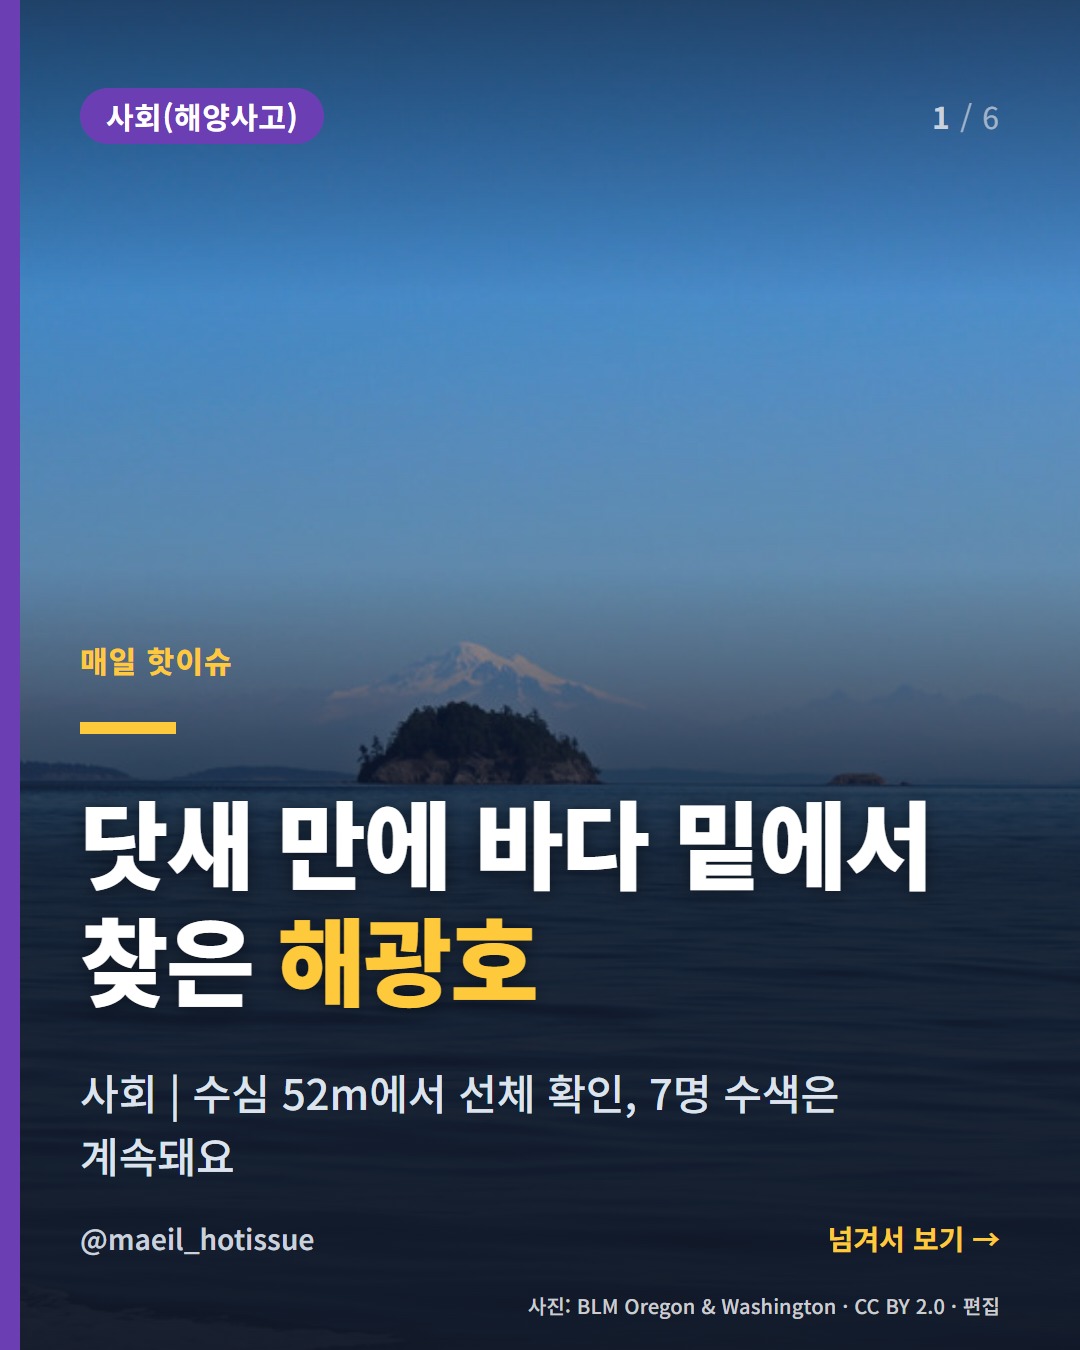 사회(해양사고)
1 / 6
매일 핫이슈
닷새 만에 바다 밑에서
찾은 해광호
사회 | 수심 52m에서 선체 확인, 7명 수색은
계속돼요
@maeil_hotissue
넘겨서 보기 →
사진: BLM Oregon & Washington · CC BY 2.0 · 편집